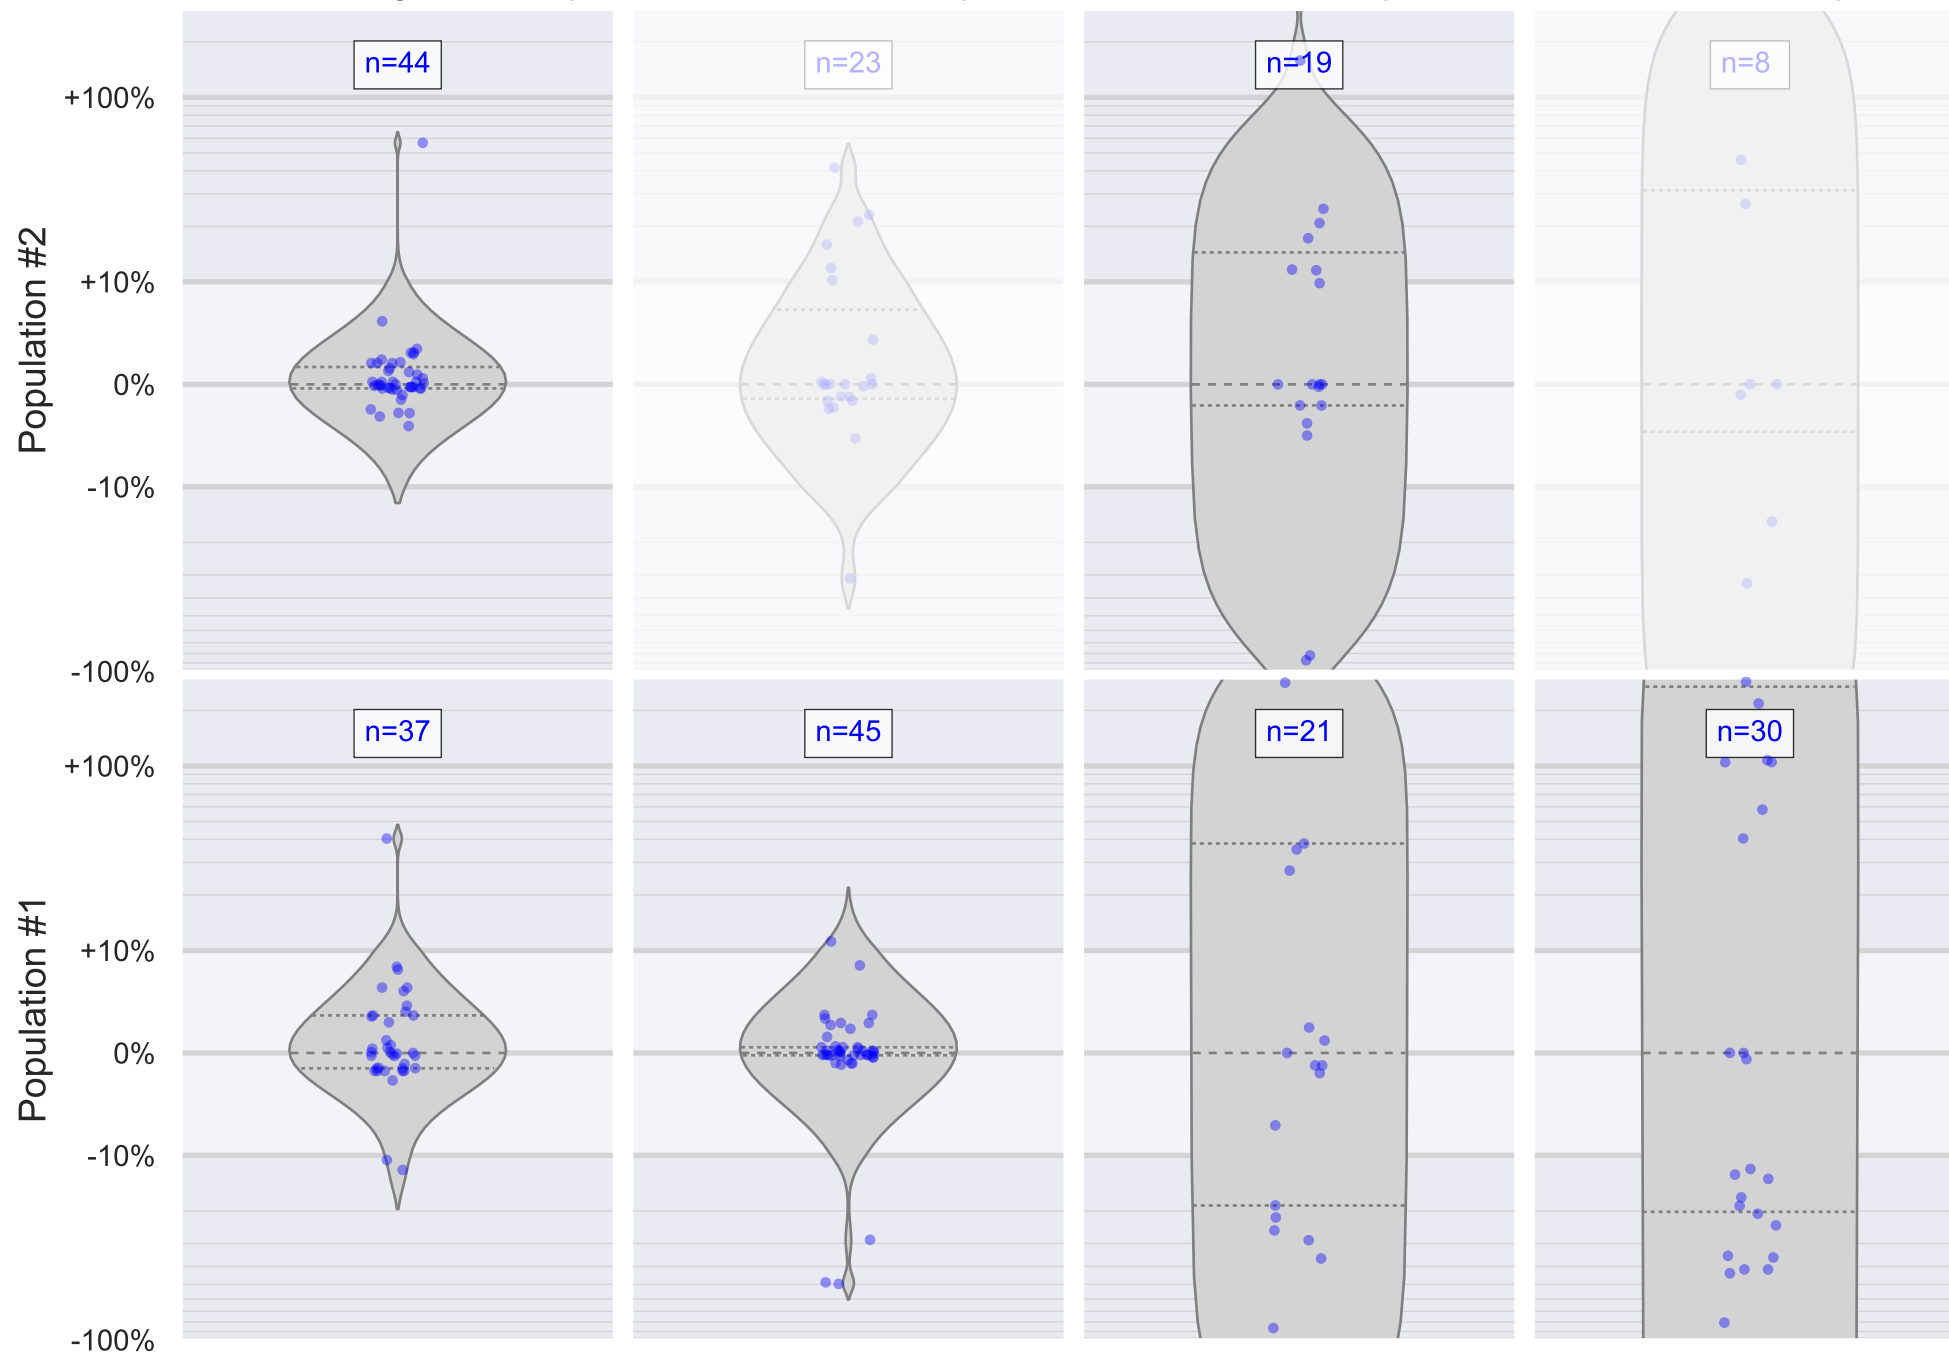 n=44
n=23
n=19
n=8
+100%
+10%
0%
-10%
-100%
Population #2
n=37
n=45
n=21
n=30
+100%
+10%
0%
-10%
-100%
Population #1